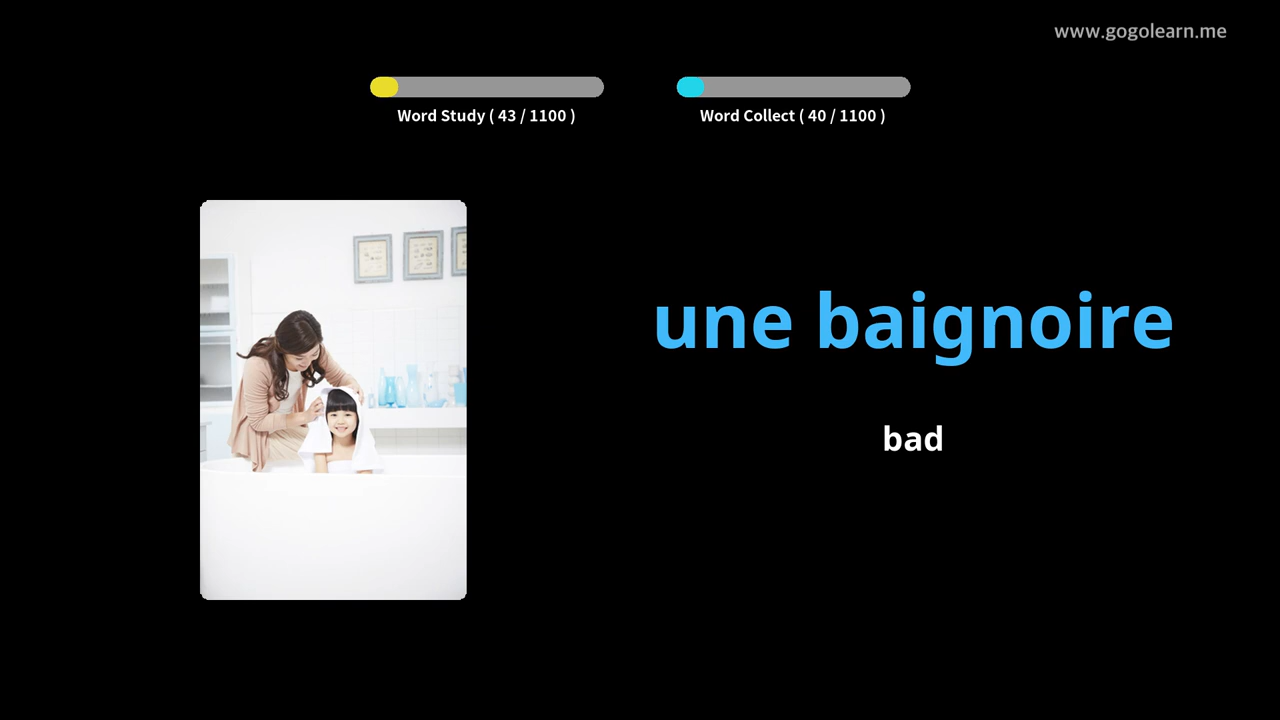 www.gogolearn.me
Word Study ( 43 / 1100 )
Word Collect ( 40 / 1100 )
une baignoire
bad